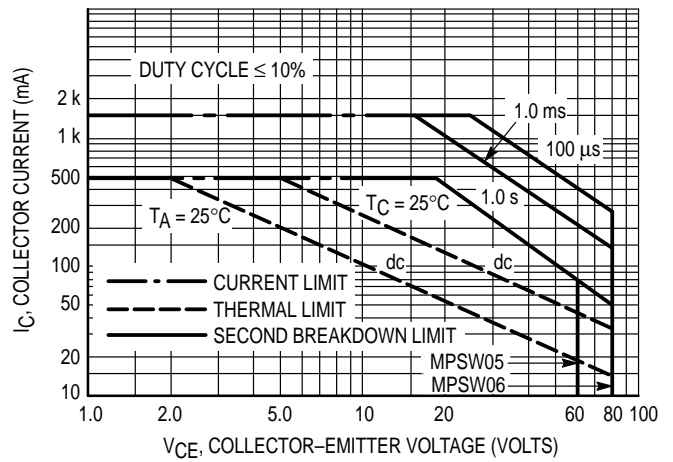 DUTY CYCLE ≤ 10%
I_C, COLLECTOR CURRENT (mA)
2 k
1 k
500
200
100
50
20
10
1.0 ms
100 µs
1.0 s
T_A = 25°C
T_C = 25°C
dc
dc
CURRENT LIMIT
THERMAL LIMIT
SECOND BREAKDOWN LIMIT
MPSW05
MPSW06
1.0 2.0 5.0 10 20 60 80 100
V_CE, COLLECTOR–EMITTER VOLTAGE (VOLTS)